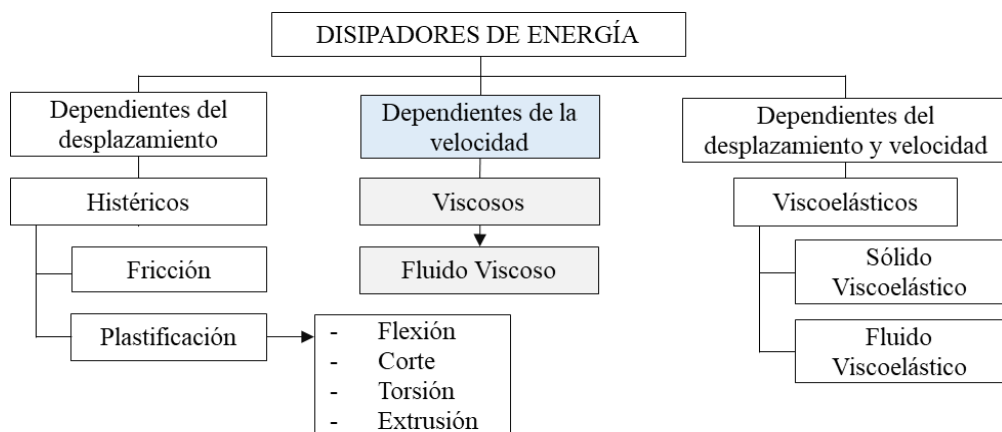 DISIPADORES DE ENERGÍA
Dependientes del
desplazamiento
Histéricos
Fricción
Plastificación
- Flexión
- Corte
- Torsión
- Extrusión
Dependientes de la
velocidad
Viscosos
Fluido Viscoso
Dependientes del
desplazamiento y velocidad
Viscoelásticos
Sólido
Viscoelástico
Fluido
Viscoelástico